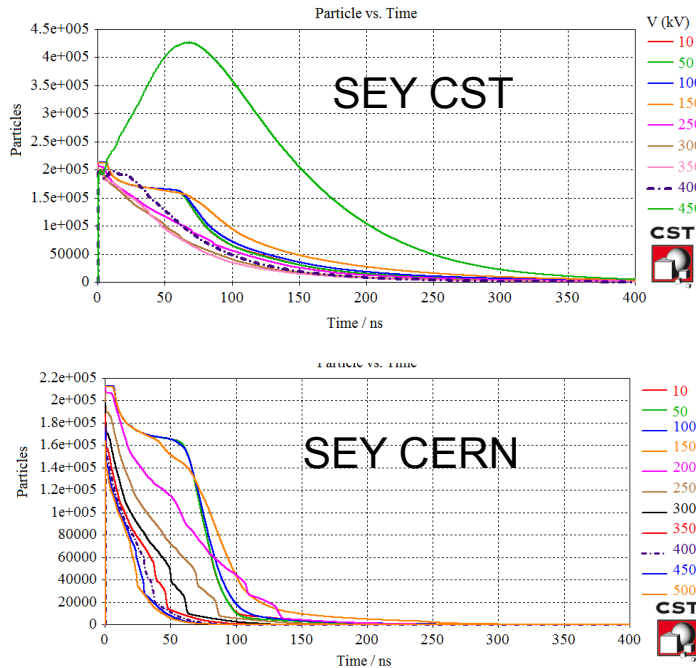 Particle vs. Time
V (kV)
4.5e+005
4e+005
3.5e+005
3e+005
2.5e+005
2e+005
1.5e+005
1e+005
50000
0
Particles
SEY CST
10
50
100
150
250
300
350
400
450
CST
0 50 100 150 200 250 300 350 400
Time / ns
Particle vs. Time
2.2e+005
2e+005
1.8e+005
1.6e+005
1.4e+005
1.2e+005
1e+005
80000
60000
40000
20000
0
Particles
SEY CERN
10
50
100
150
200
250
300
350
400
450
500
CST
0 50 100 150 200 250 300 350 400
Time / ns